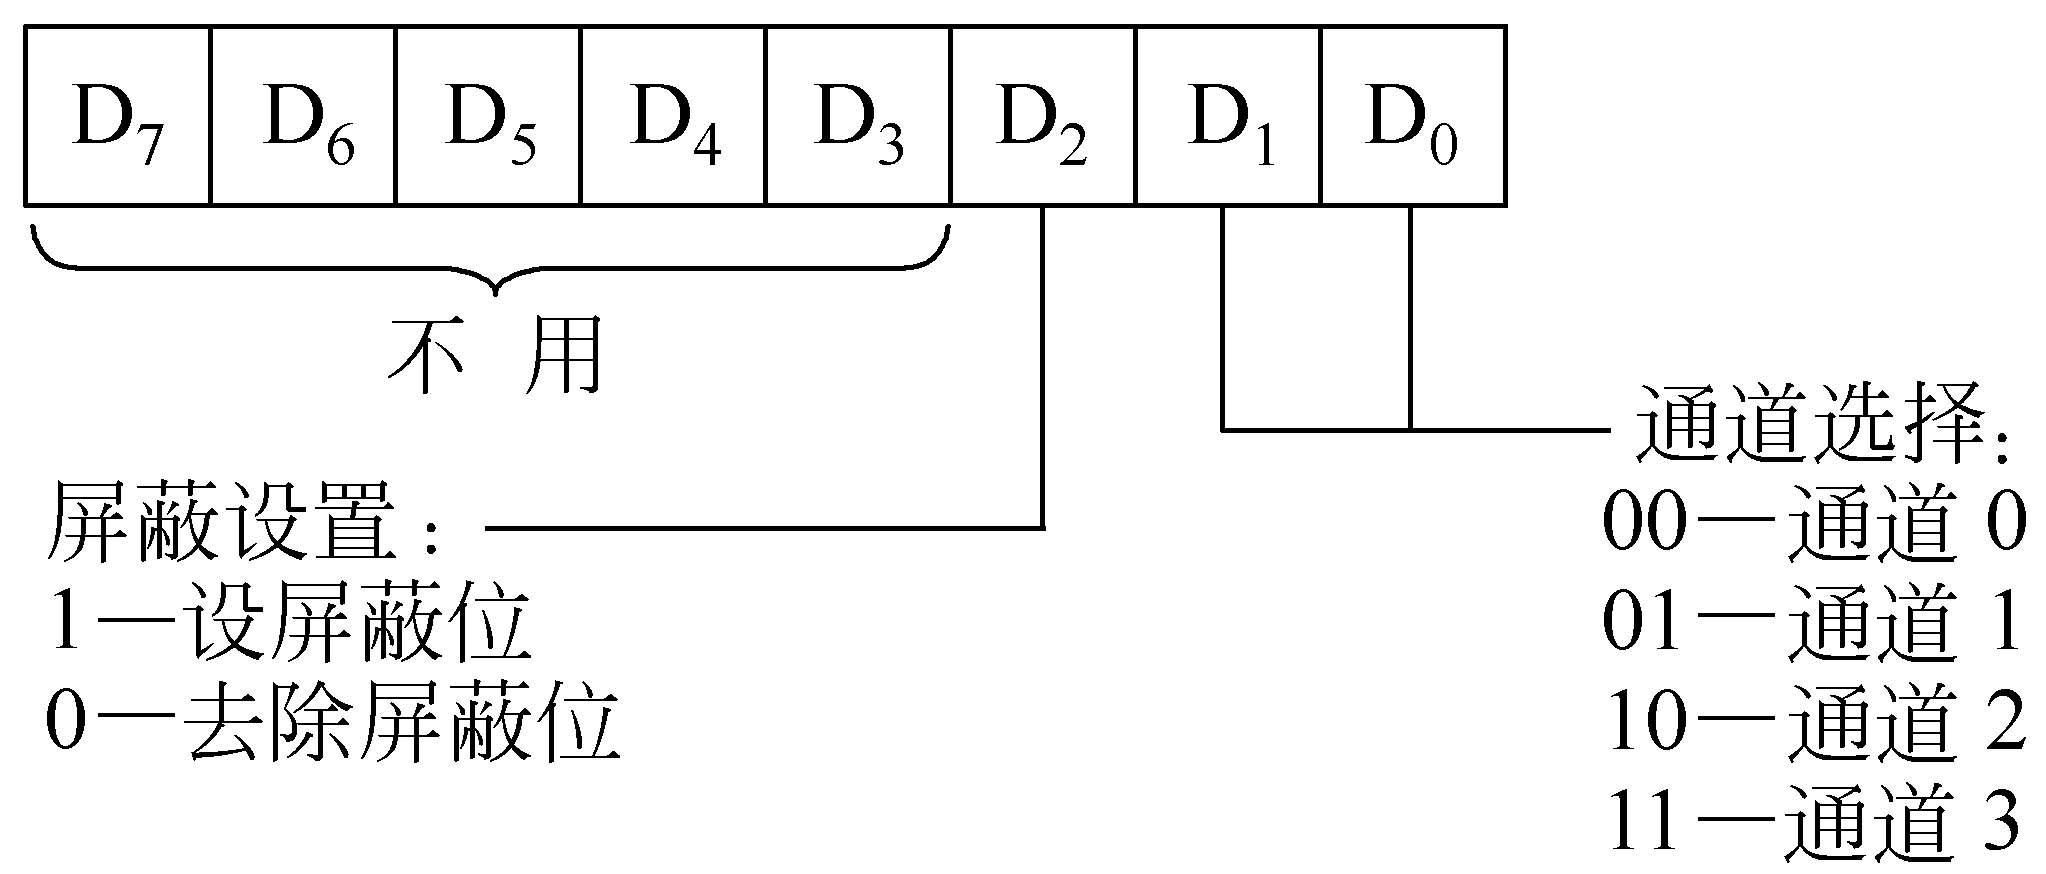 D₇ D₆ D₅ D₄ D₃ D₂ D₁ D₀
不 用
屏蔽设置:
1—设屏蔽位
0—去除屏蔽位
通道选择:
00—通道 0
01—通道 1
10—通道 2
11—通道 3